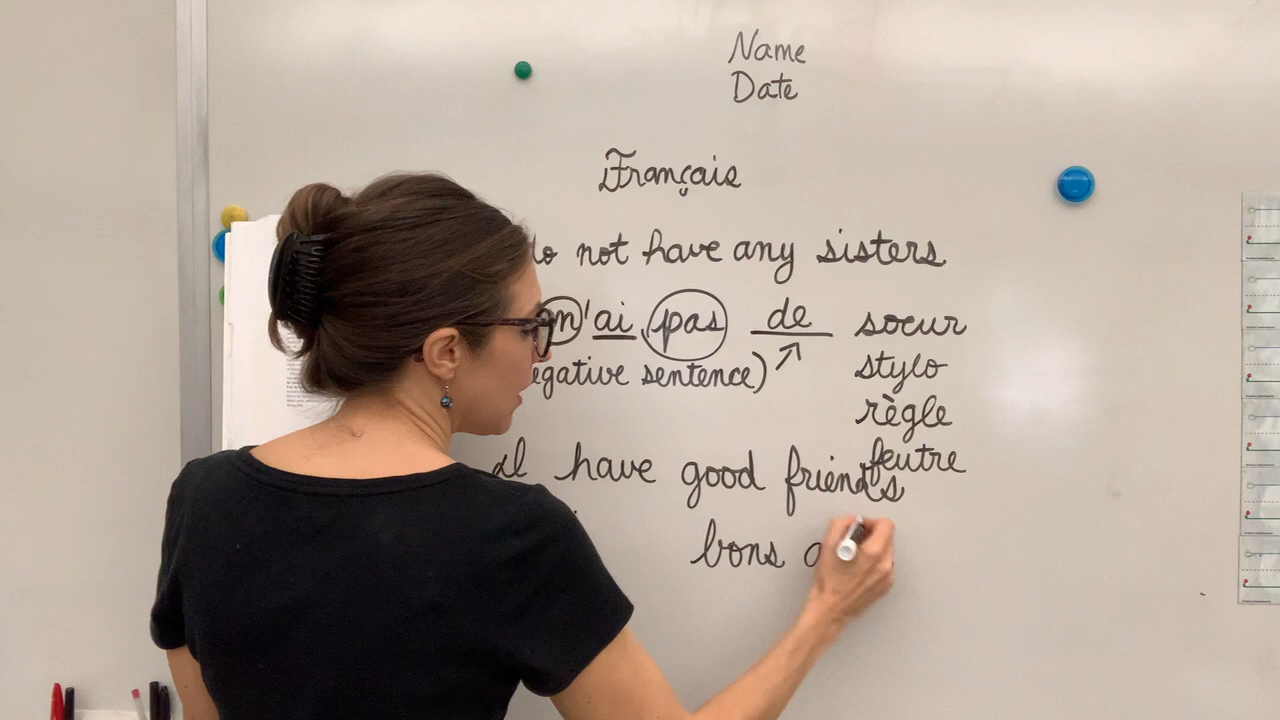 Name
Date
Français
do not have any sisters
n'ai pas de soeur
egative sentence) stylo
règle
feutre
have good friends
bons